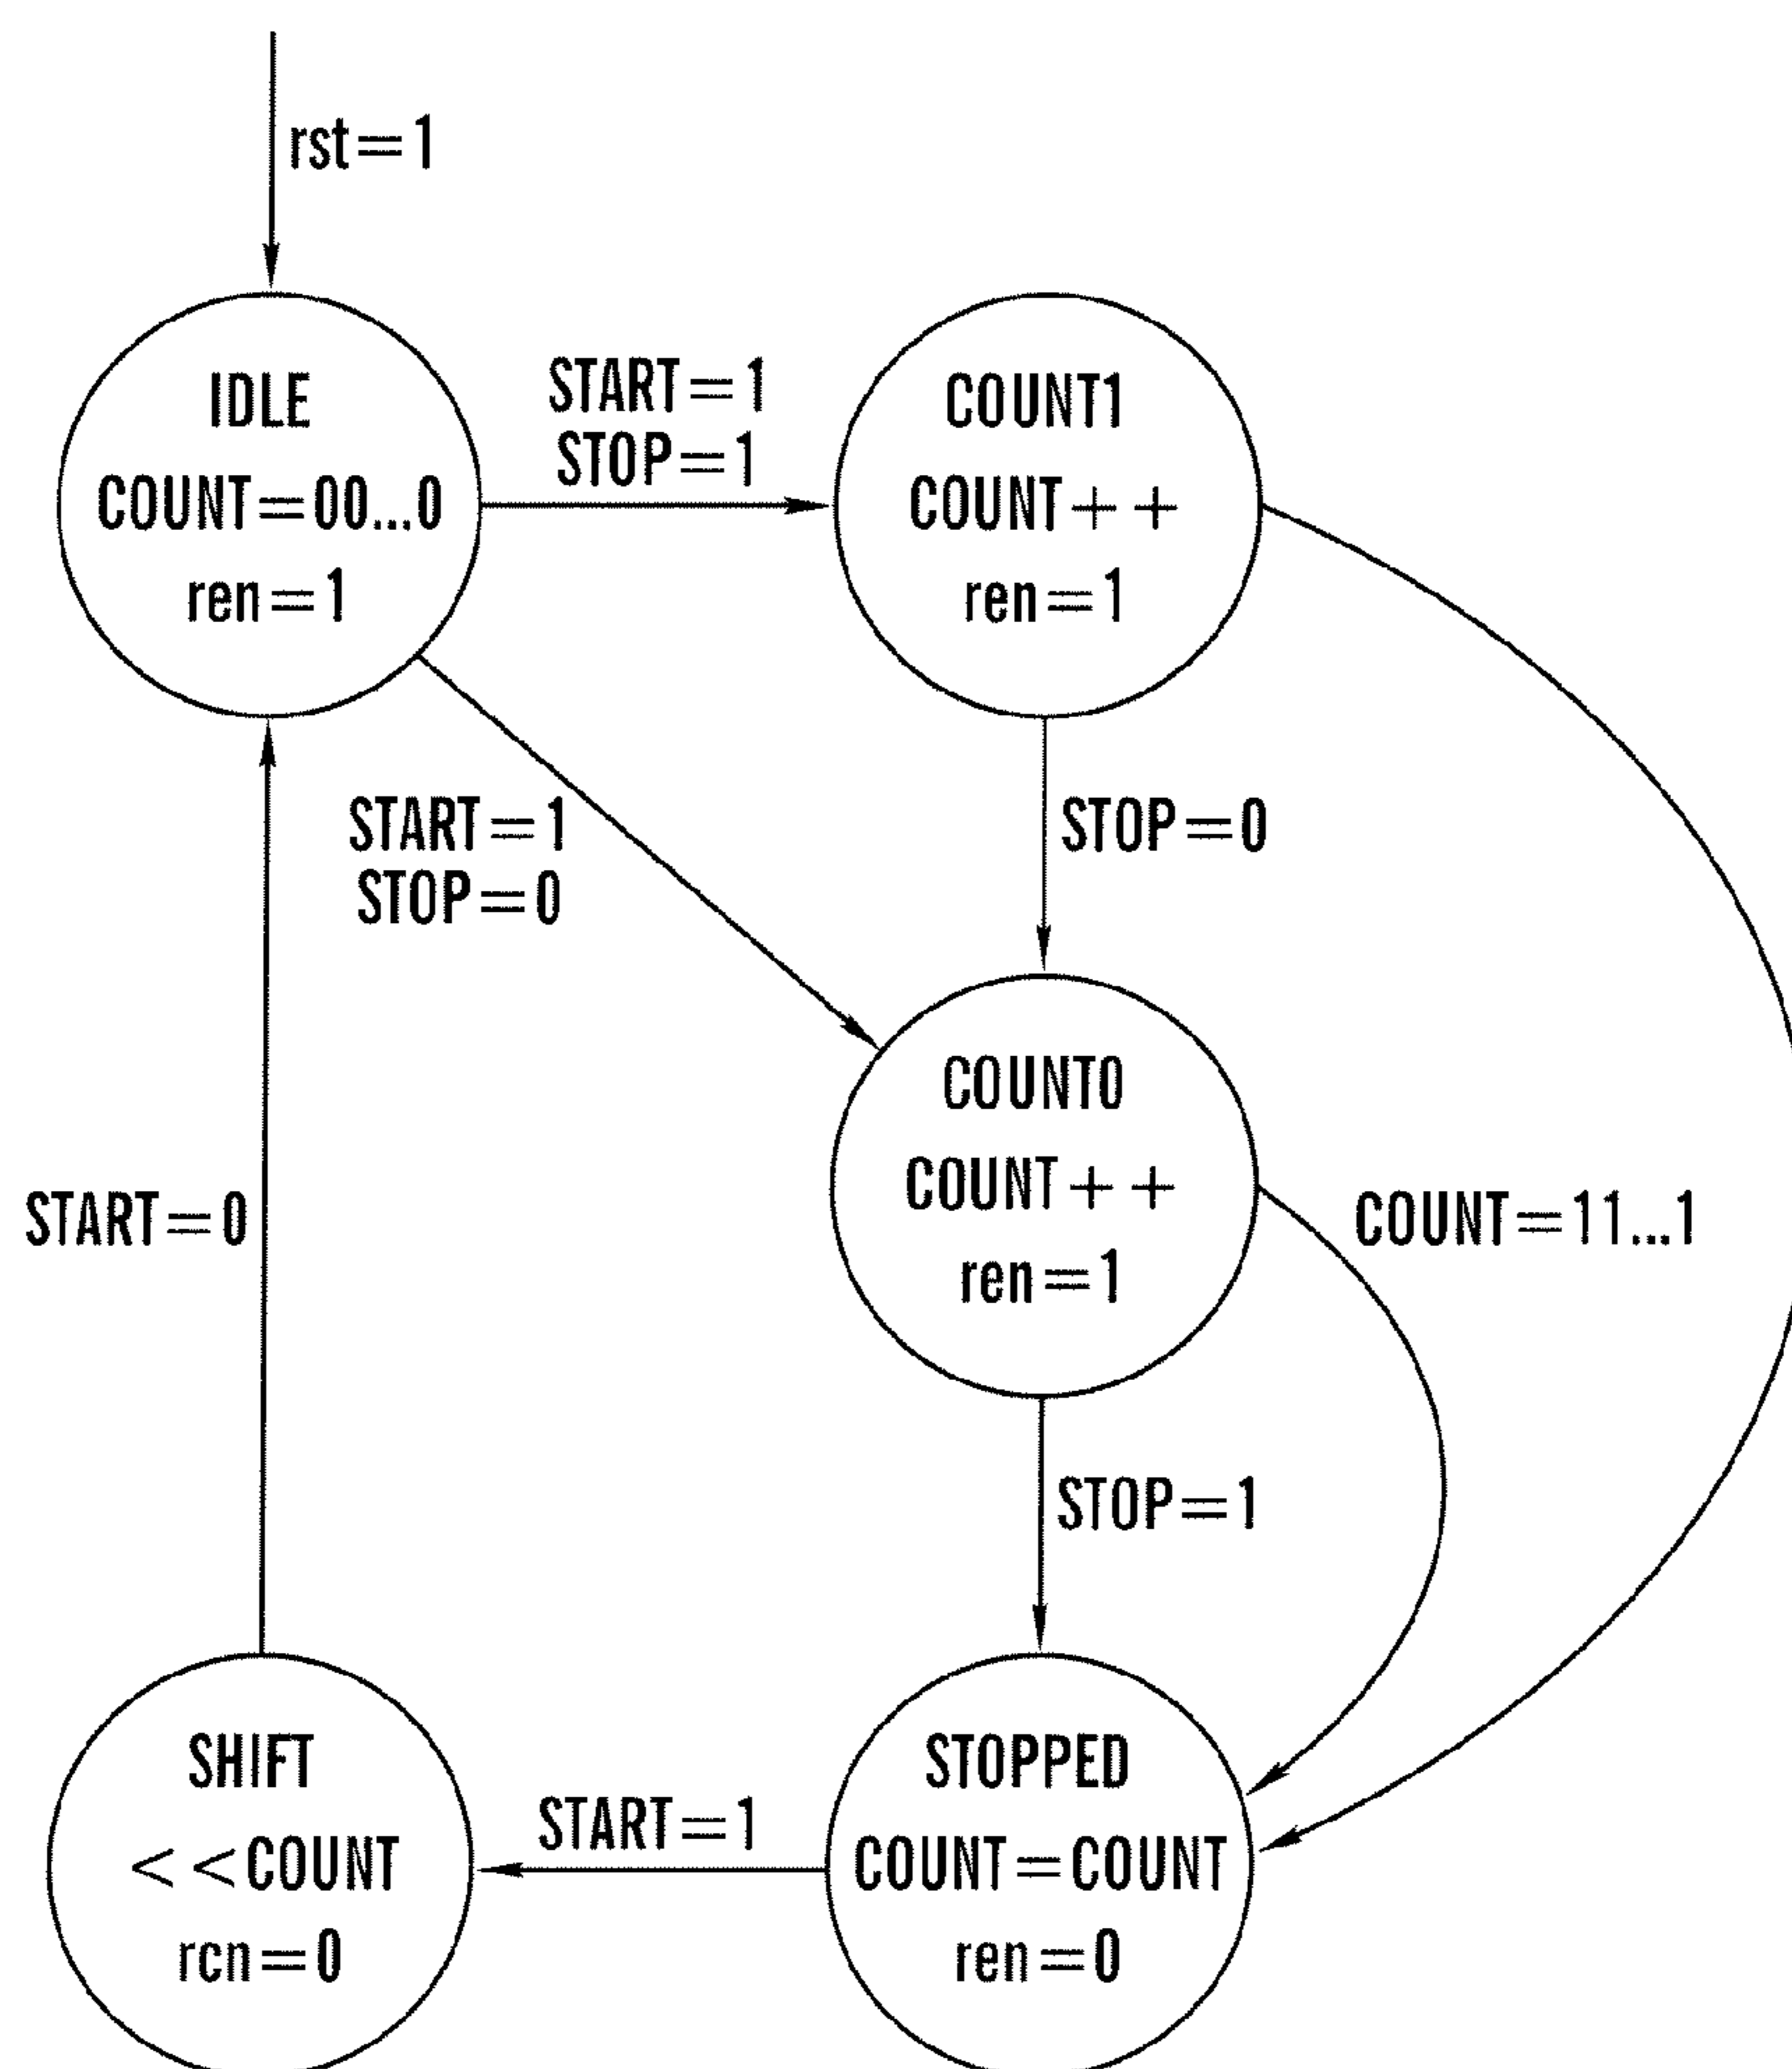 rst=1
IDLE
COUNT=00...0
ren=1
START=1
STOP=1
COUNT1
COUNT++
ren=1
START=1
STOP=0
STOP=0
COUNT0
COUNT++
ren=1
START=0
COUNT=11...1
STOP=1
SHIFT
<<COUNT
rcn=0
START=1
STOPPED
COUNT=COUNT
ren=0